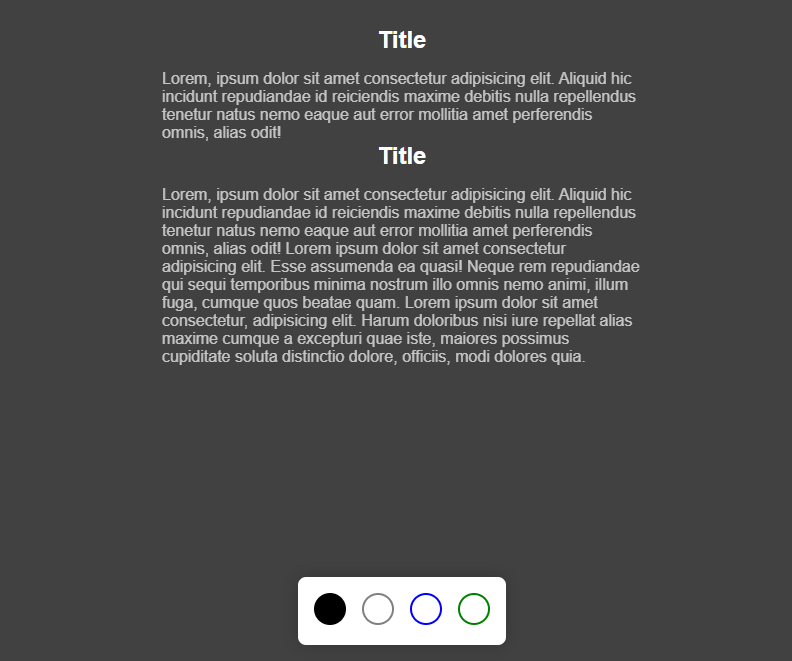 Title
Lorem, ipsum dolor sit amet consectetur adipisicing elit. Aliquid hic
incidunt repudiandae id reiciendis maxime debitis nulla repellendus
tenetur natus nemo eaque aut error mollitia amet perferendis
omnis, alias odit!
Title
Lorem, ipsum dolor sit amet consectetur adipisicing elit. Aliquid hic
incidunt repudiandae id reiciendis maxime debitis nulla repellendus
tenetur natus nemo eaque aut error mollitia amet perferendis
omnis, alias odit! Lorem ipsum dolor sit amet consectetur
adipisicing elit. Esse assumenda ea quasi! Neque rem repudiandae
qui sequi temporibus minima nostrum illo omnis nemo animi, illum
fuga, cumque quos beatae quam. Lorem ipsum dolor sit amet
consectetur, adipisicing elit. Harum doloribus nisi iure repellat alias
maxime cumque a excepturi quae iste, maiores possimus
cupiditate soluta distinctio dolore, officiis, modi dolores quia.